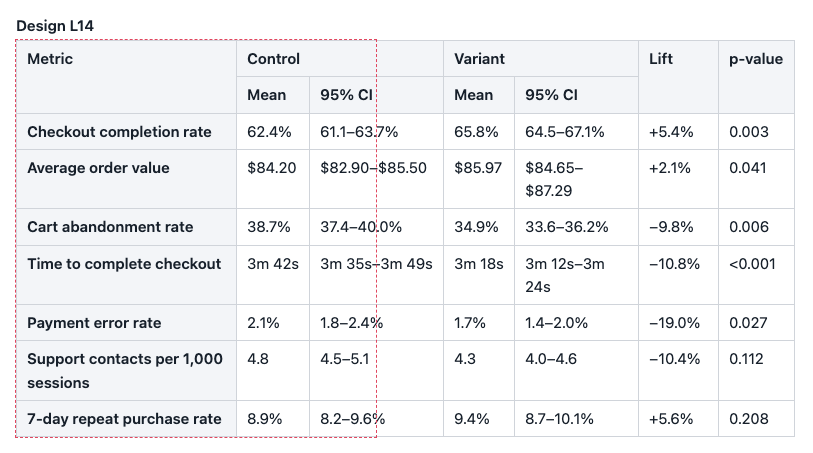 Design L14
Metric Control Variant Lift p-value
Mean 95% CI Mean 95% CI
Checkout completion rate 62.4% 61.1–63.7% 65.8% 64.5–67.1% +5.4% 0.003
Average order value $84.20 $82.90–$85.50 $85.97 $84.65–
$87.29 +2.1% 0.041
Cart abandonment rate 38.7% 37.4–40.0% 34.9% 33.6–36.2% −9.8% 0.006
Time to complete checkout 3m 42s 3m 35s–3m 49s 3m 18s 3m 12s–3m
24s −10.8% <0.001
Payment error rate 2.1% 1.8–2.4% 1.7% 1.4–2.0% −19.0% 0.027
Support contacts per 1,000
sessions 4.8 4.5–5.1 4.3 4.0–4.6 −10.4% 0.112
7-day repeat purchase rate 8.9% 8.2–9.6% 9.4% 8.7–10.1% +5.6% 0.208